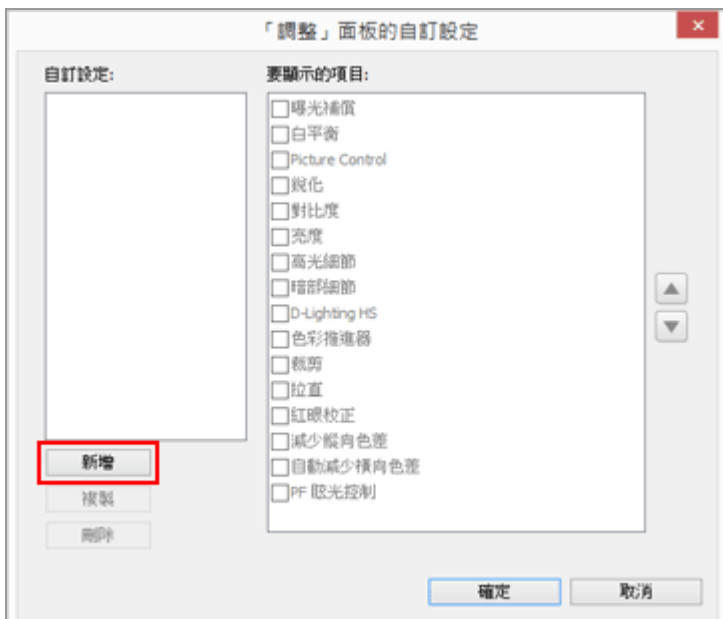 「調整」面板的自訂設定
自訂設定:
要顯示的項目:
曝光補償
白平衡
Picture Control
銳化
對比度
亮度
高光細節
暗部細節
D-Lighting HS
色彩推進器
裁剪
拉直
紅眼校正
減少縱向色差
自動減少橫向色差
PF 眩光控制
新增
複製
刪除
確定
取消